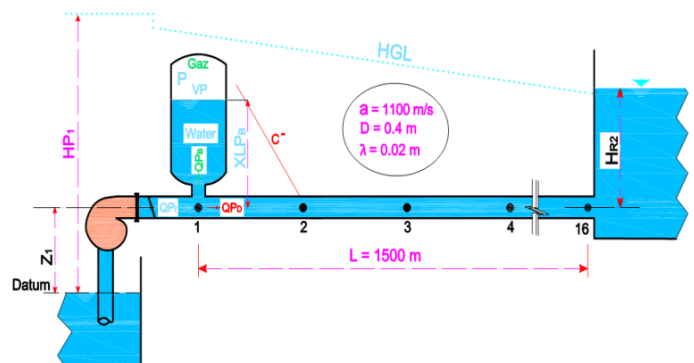 Gaz
P
VP
HGL
Water
QPB
XLPB
C-
a = 1100 m/s
D = 0.4 m
λ = 0.02 m
HP1
HR2
QPI
QPD
1
2
3
4
16
Z1
L = 1500 m
Datum